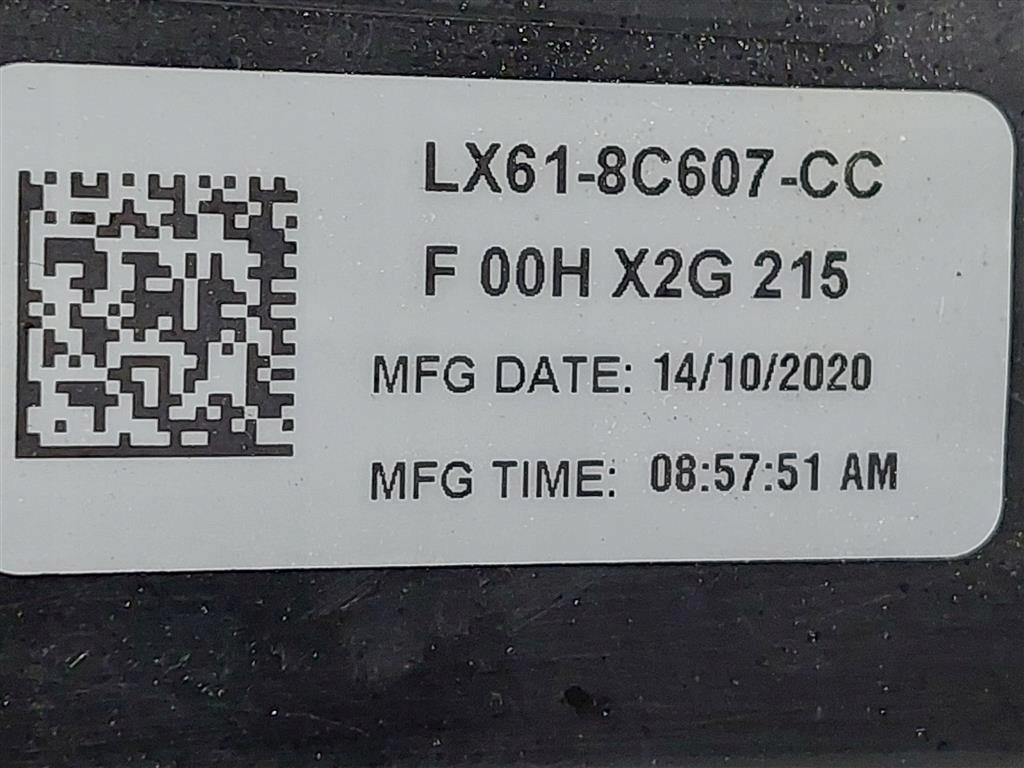 LX61-8C607-CC
F 00H X2G 215
MFG DATE: 14/10/2020
MFG TIME: 08:57:51 AM